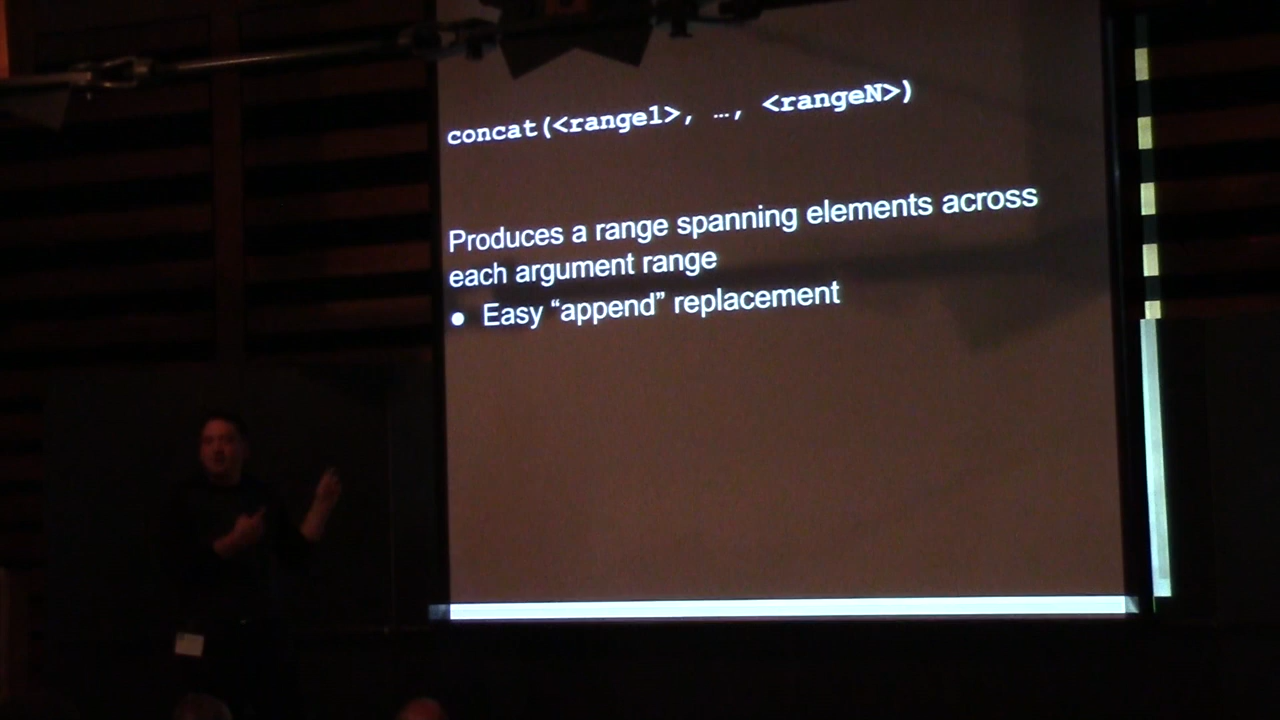 concat(<range1>, …, <rangeN>)
Produces a range spanning elements across
each argument range
● Easy “append” replacement